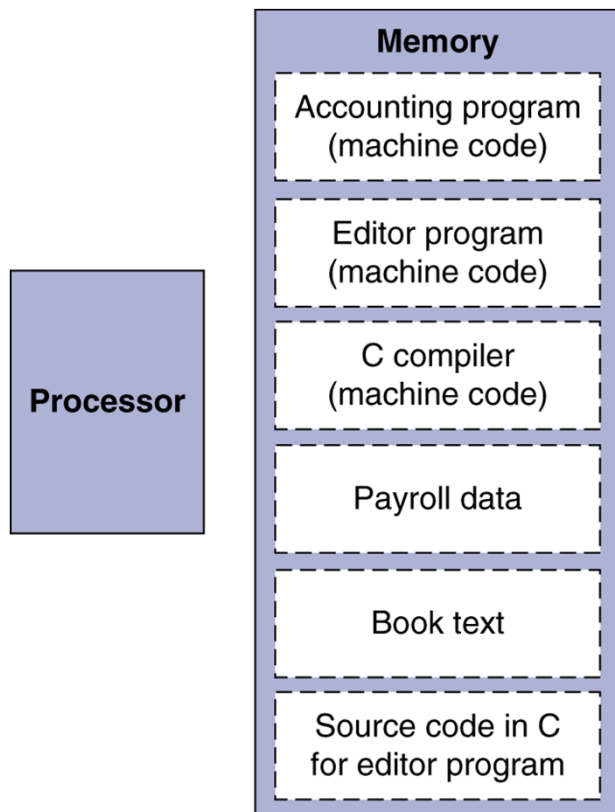 Memory
Accounting program
(machine code)
Editor program
(machine code)
C compiler
(machine code)
Processor
Payroll data
Book text
Source code in C
for editor program